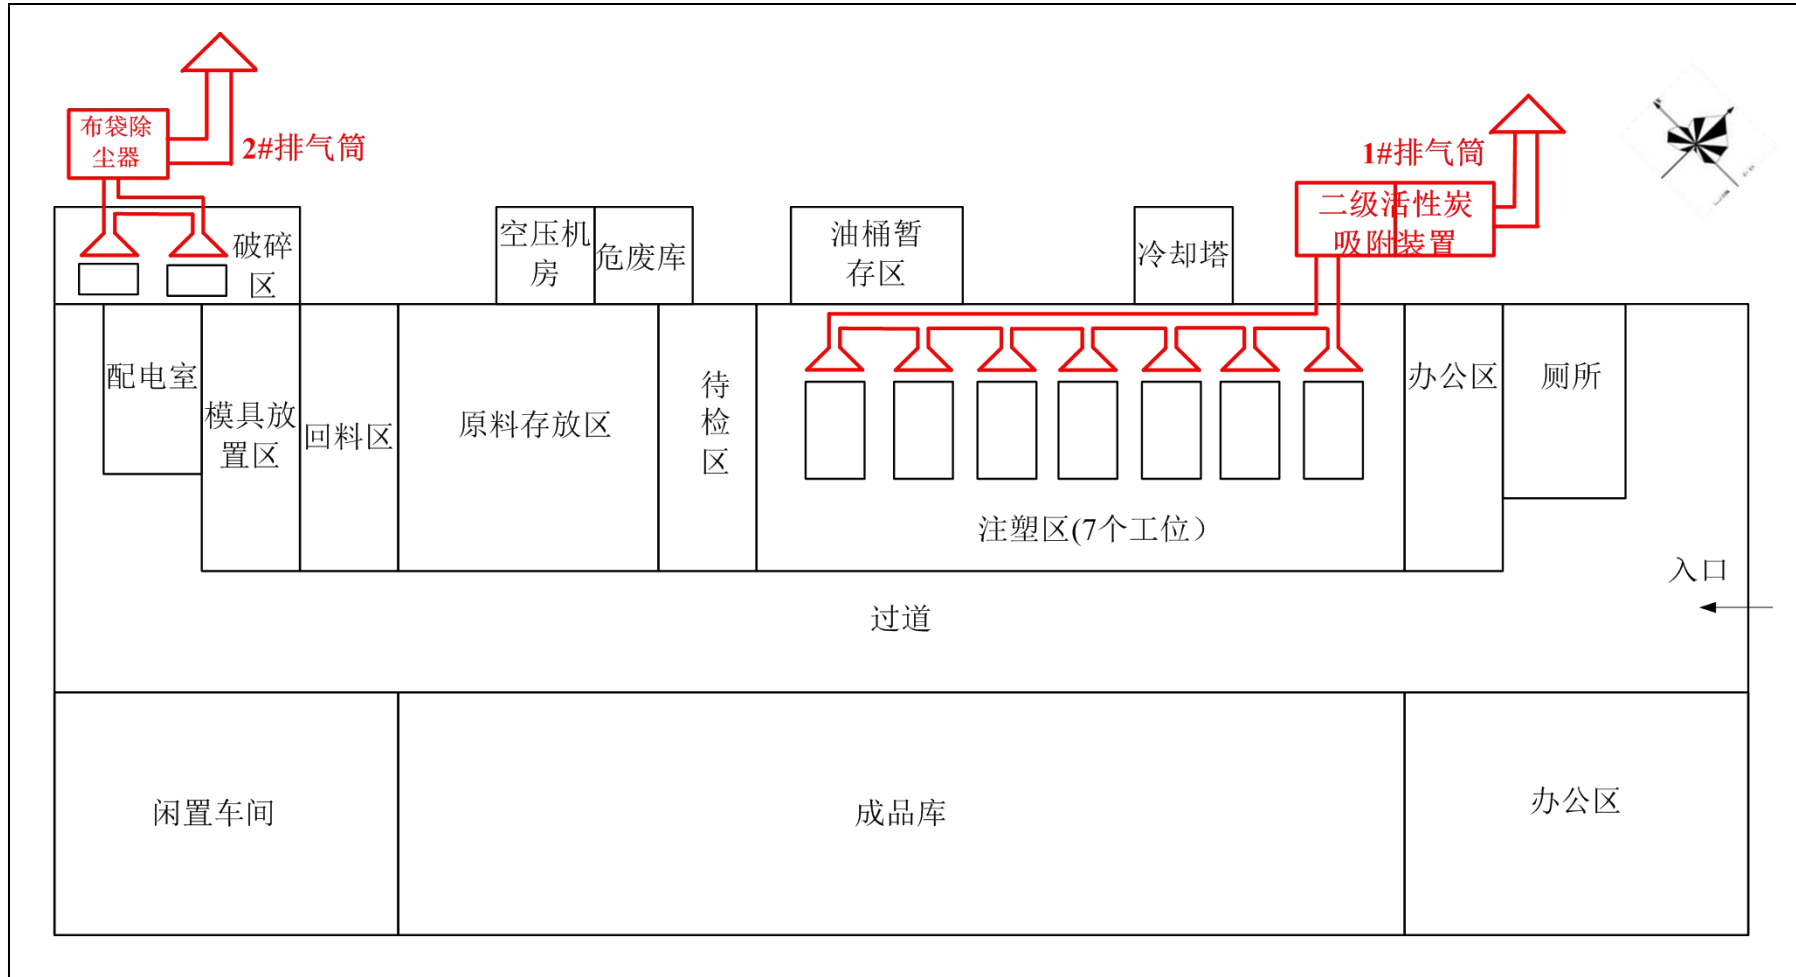 布袋除
尘器
2#排气筒
1#排气筒
二级活性炭
吸附装置
破碎
区
空压机
房
危废库
油桶暂
存区
冷却塔
配电室
模具放
置区
回料区
原料存放区
待
检
区
注塑区(7个工位）
办公区
厕所
入口
过道
闲置车间
成品库
办公区